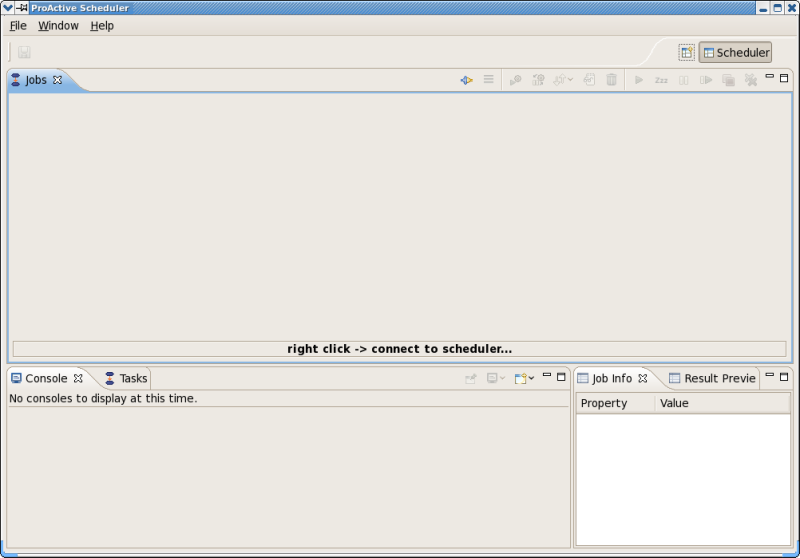 ProActive Scheduler
File Window Help
Scheduler
Jobs
right click -> connect to scheduler...
Console Tasks
No consoles to display at this time.
Job Info Result Previe
Property Value